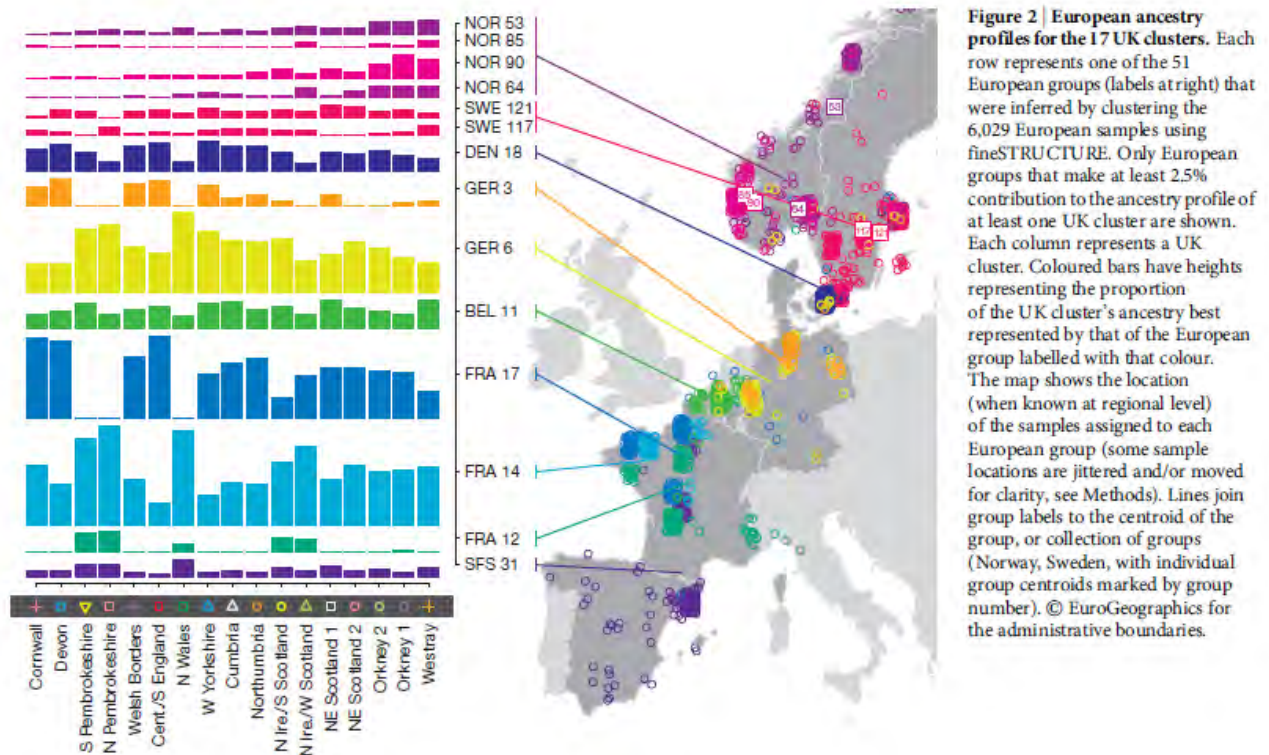 NOR 53
NOR 85
NOR 90
NOR 64
SWE 121
SWE 117
DEN 18
GER 3
GER 6
BEL 11
FRA 17
FRA 14
FRA 12
SFS 31
Cornwall
Devon
S Pembrokeshire
N Pembrokeshire
Welsh Borders
Cent./S England
N Wales
W Yorkshire
Cumbria
Northumbria
N Ire./S Scotland
N Ire./W Scotland
NE Scotland 1
NE Scotland 2
Orkney 2
Orkney 1
Westray
53
90
64
117
121
Figure 2 | European ancestry
profiles for the 17 UK clusters. Each
row represents one of the 51
European groups (labels at right) that
were inferred by clustering the
6,029 European samples using
fineSTRUCTURE. Only European
groups that make at least 2.5%
contribution to the ancestry profile of
at least one UK cluster are shown.
Each column represents a UK
cluster. Coloured bars have heights
representing the proportion
of the UK cluster's ancestry best
represented by that of the European
group labelled with that colour.
The map shows the location
(when known at regional level)
of the samples assigned to each
European group (some sample
locations are jittered and/or moved
for clarity, see Methods). Lines join
group labels to the centroid of the
group, or collection of groups
(Norway, Sweden, with individual
group centroids marked by group
number). © EuroGeographics for
the administrative boundaries.